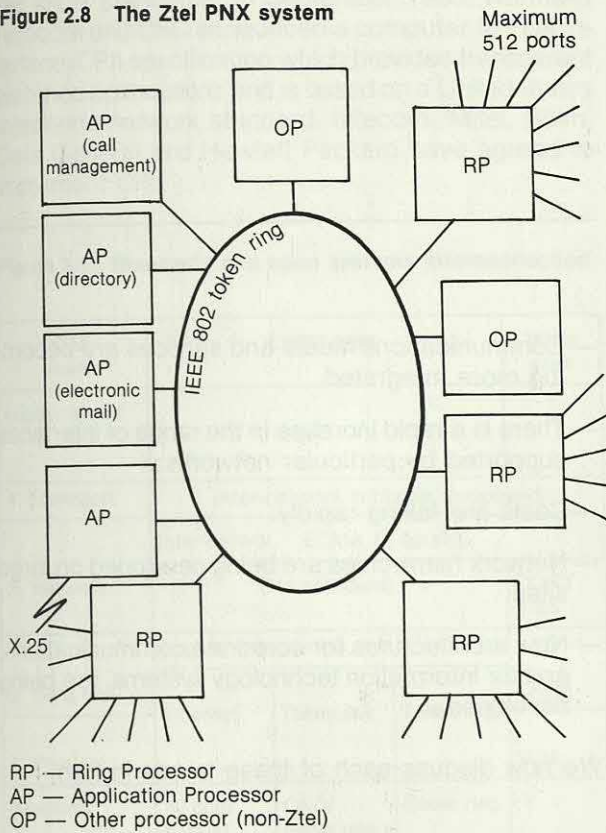 Figure 2.8 The Ztel PNX system
Maximum
512 ports
AP
(call
management)
OP
RP
AP
(directory)
IEEE 802 token ring
OP
AP
(electronic
mail)
RP
AP
X.25
RP
RP
RP — Ring Processor
AP — Application Processor
OP — Other processor (non-Ztel)